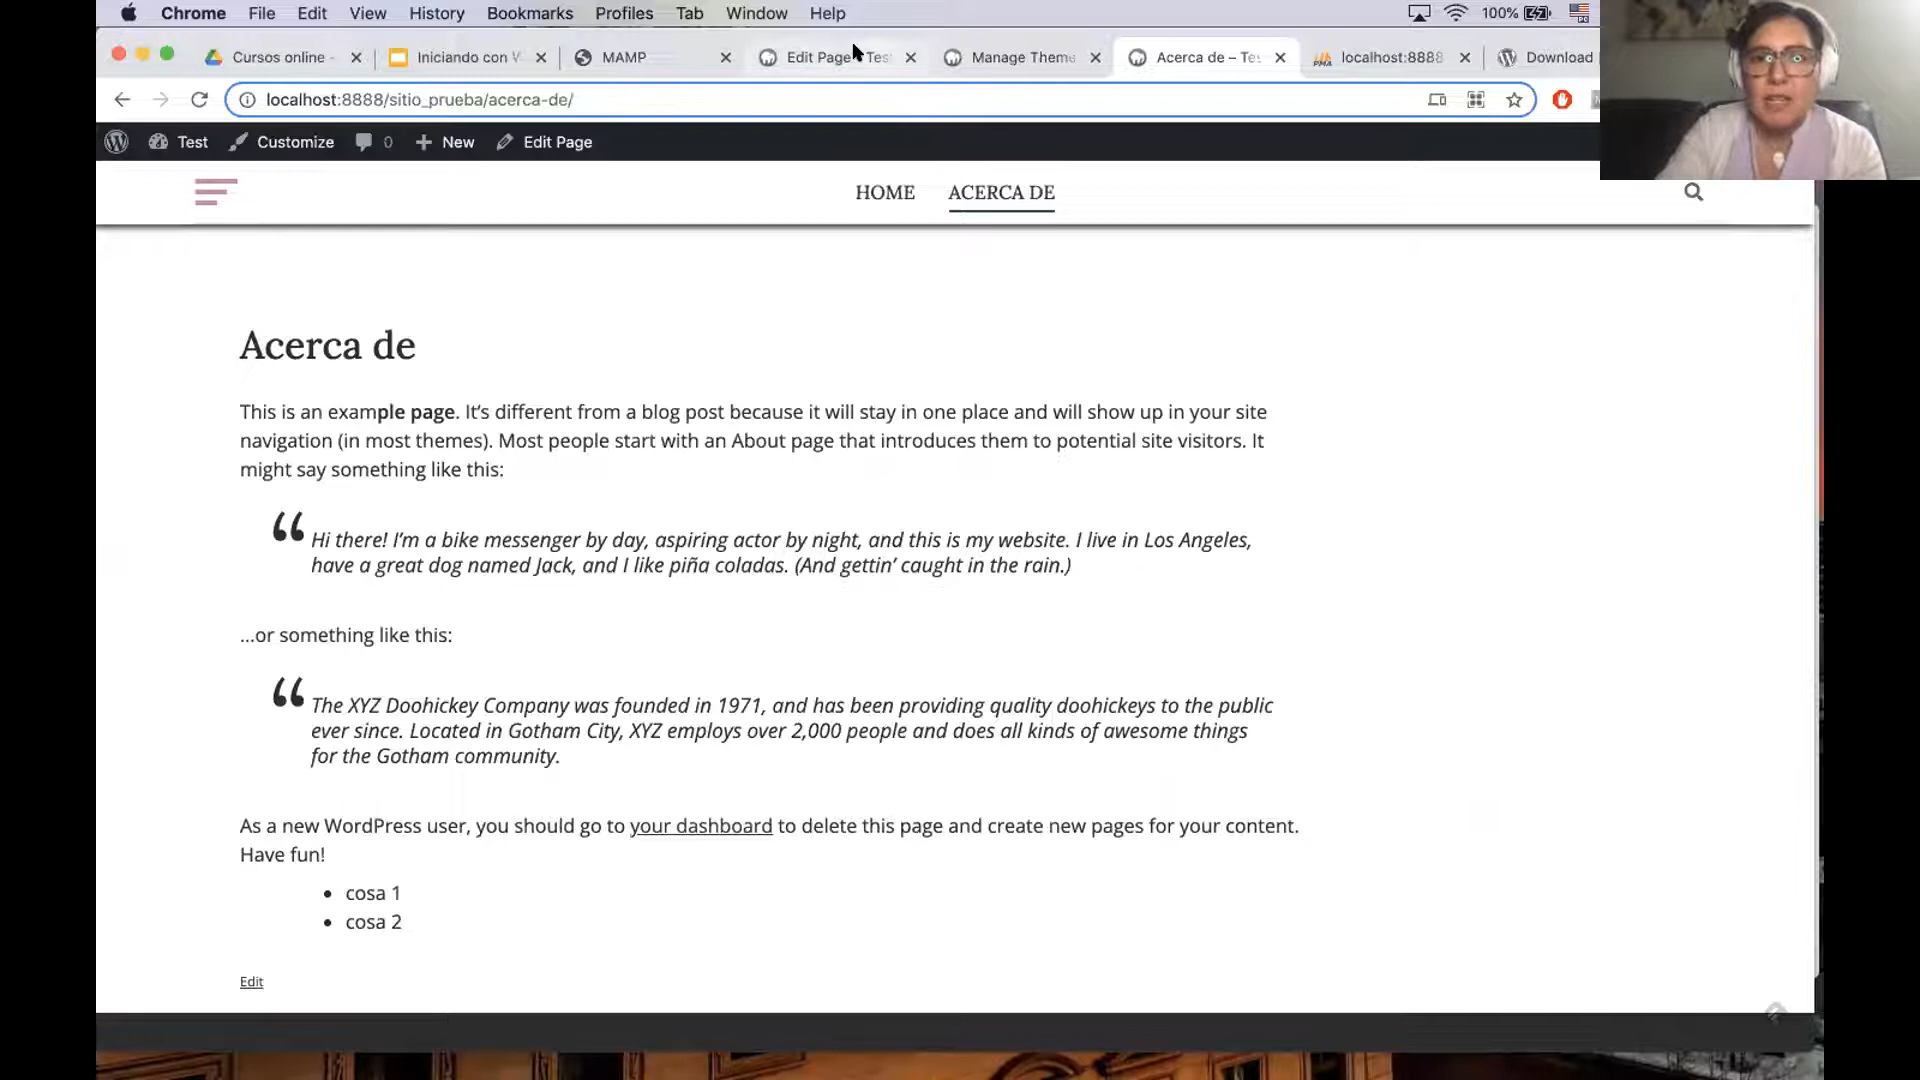 Chrome File Edit View History Bookmarks Profiles Tab Window Help 100%
Cursos online - Iniciando con MAMP Edit Page Manage Theme Acerca de – Tes localhost:8888 Download
localhost:8888/sitio_prueba/acerca-de/
Test Customize 0 New Edit Page
HOME ACERCA DE
Acerca de
This is an example page. It’s different from a blog post because it will stay in one place and will show up in your site
navigation (in most themes). Most people start with an About page that introduces them to potential site visitors. It
might say something like this:
“ Hi there! I’m a bike messenger by day, aspiring actor by night, and this is my website. I live in Los Angeles,
have a great dog named Jack, and I like piña coladas. (And gettin’ caught in the rain.)
…or something like this:
“ The XYZ Doohickey Company was founded in 1971, and has been providing quality doohickeys to the public
ever since. Located in Gotham City, XYZ employs over 2,000 people and does all kinds of awesome things
for the Gotham community.
As a new WordPress user, you should go to your dashboard to delete this page and create new pages for your content.
Have fun!
• cosa 1
• cosa 2
Edit